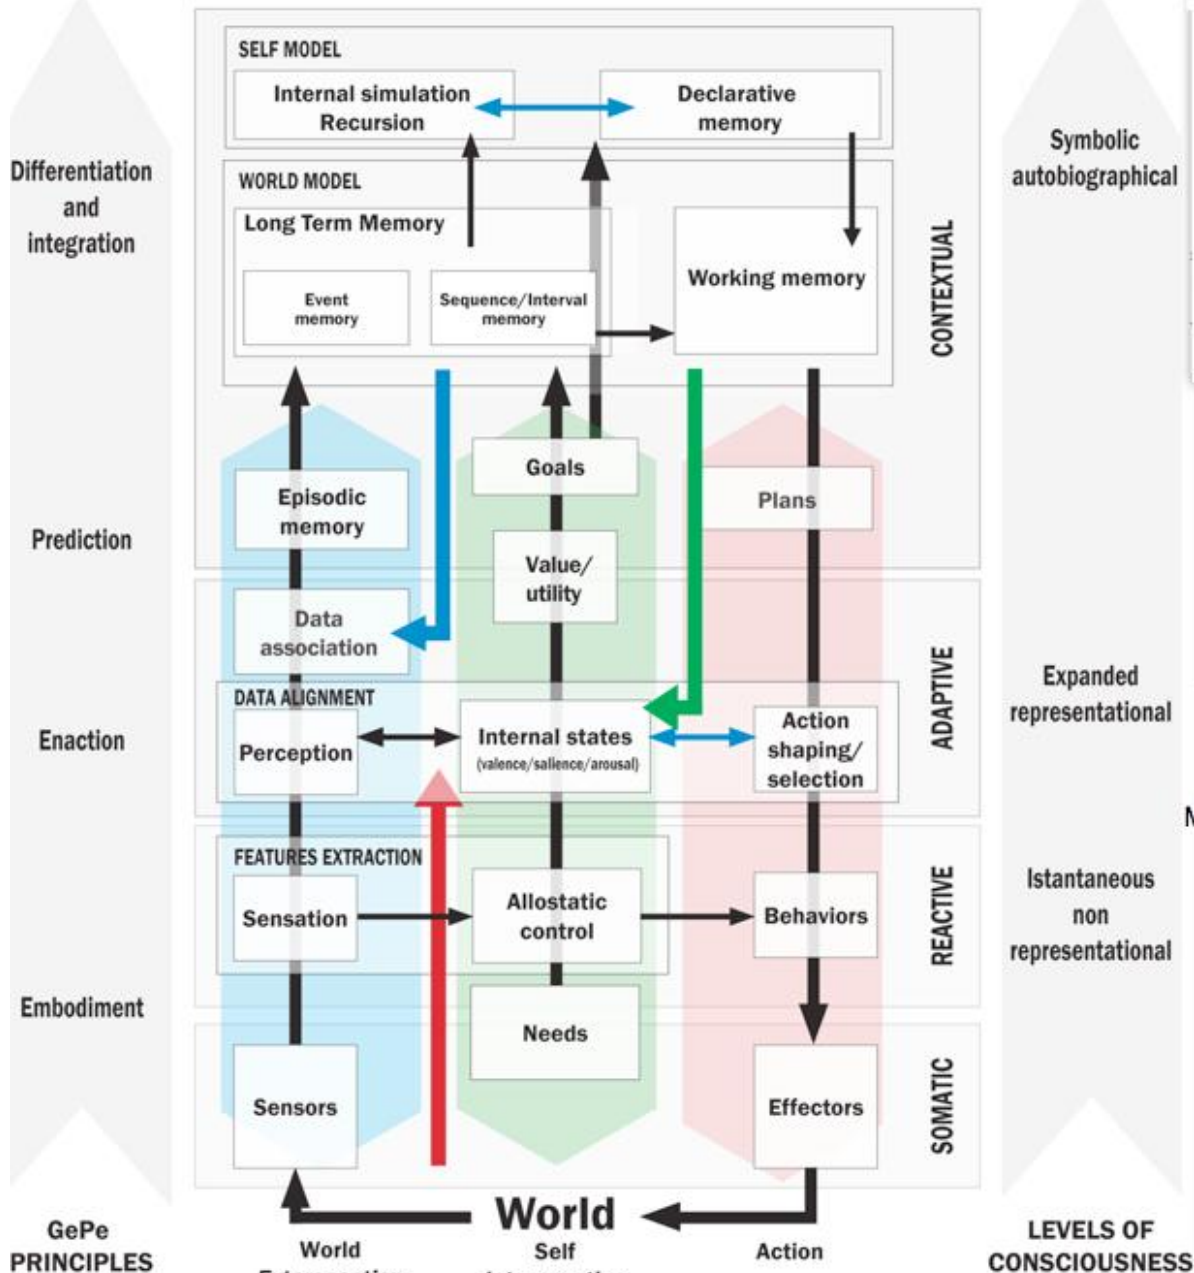 SELF MODEL
Internal simulation
Recursion
Declarative
memory
Differentiation
and
integration
Symbolic
autobiographical
WORLD MODEL
Long Term Memory
Event
memory
Sequence/Interval
memory
Working memory
CONTEXTUAL
Goals
Episodic
memory
Plans
Prediction
Value/
utility
Data
association
DATA ALIGNMENT
Enaction
Perception
Internal states
(valence/salience/arousal)
Action
shaping/
selection
ADAPTIVE
Expanded
representational
FEATURES EXTRACTION
Sensation
Allostatic
control
Behaviors
REACTIVE
Istantaneous
non
representational
Embodiment
Needs
Sensors
Effectors
SOMATIC
World
GePe
PRINCIPLES
World
Self
Action
LEVELS OF
CONSCIOUSNESS